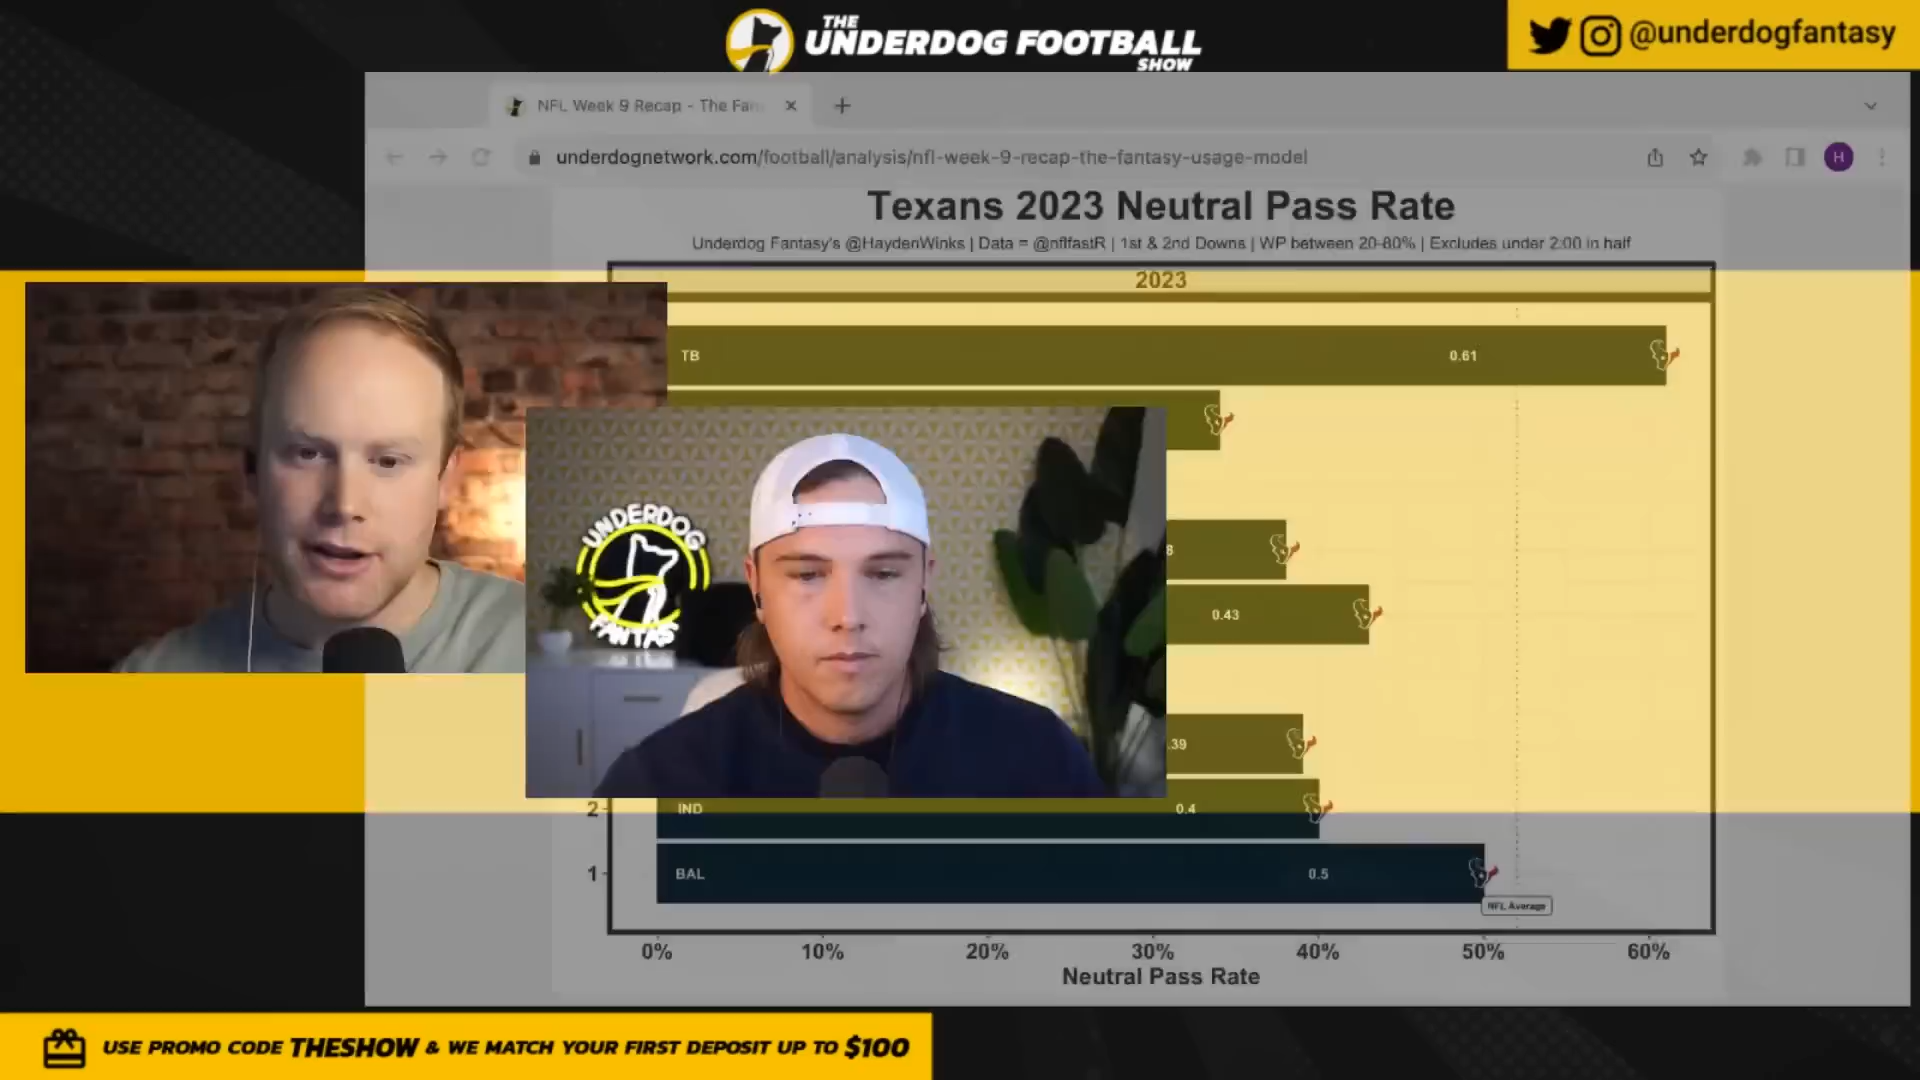 THE
UNDERDOG FOOTBALL
SHOW
@underdogfantasy
NFL Week 9 Recap - The Fan
underdognetwork.com/football/analysis/nfl-week-9-recap-the-fantasy-usage-model
H
Texans 2023 Neutral Pass Rate
Underdog Fantasy's @HaydenWinks | Data = @nflfastR | 1st & 2nd Downs | WP between 20-80% | Excludes under 2:00 in half
2023
TB 0.61
8
0.43
UNDERDOG
FANTAS
.39
2 IND 0.4
1 BAL 0.5
NFL Average
0% 10% 20% 30% 40% 50% 60%
Neutral Pass Rate
USE PROMO CODE THESHOW & WE MATCH YOUR FIRST DEPOSIT UP TO $100